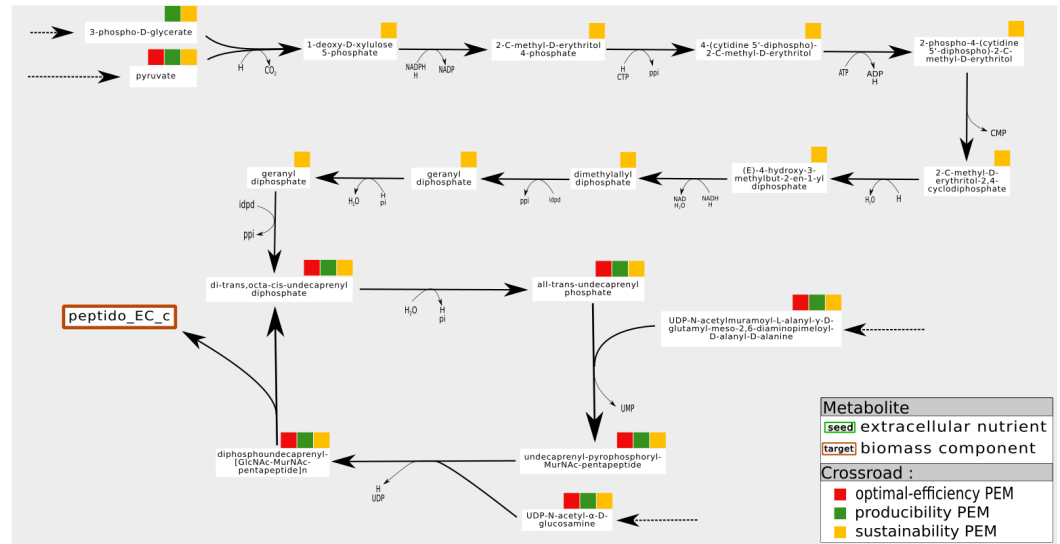 3-phospho-D-glycerate
pyruvate
H
CO2
1-deoxy-D-xylulose
5-phosphate
NADPH
H
NADP
2-C-methyl-D-erythritol
4-phosphate
H
CTP
ppi
4-(cytidine 5'-diphospho)-
2-C-methyl-D-erythritol
ATP
ADP
H
2-phospho-4-(cytidine
5'-diphospho)-2-C-
methyl-D-erythritol
CMP
geranyl
diphosphate
H2O
H
pi
geranyl
diphosphate
ppi
idpd
dimethylallyl
diphosphate
NAD
H2O
NADH
H
(E)-4-hydroxy-3-
methylbut-2-en-1-yl
diphosphate
H2O
H
2-C-methyl-D-
erythritol-2,4-
cyclodiphosphate
idpd
ppi
di-trans,octa-cis-undecaprenyl
diphosphate
H2O
H
pi
all-trans-undecaprenyl
phosphate
peptido_EC_c
UDP-N-acetylmuramoyl-L-alanyl-γ-D-
glutamyl-meso-2,6-diaminopimeloyl-
D-alanyl-D-alanine
UMP
diphosphoundecaprenyl-
[GlcNAc-MurNAc-
pentapeptide]n
H
UDP
undecaprenyl-pyrophosphoryl-
MurNAc-pentapeptide
UDP-N-acetyl-α-D-
glucosamine
Metabolite
seed extracellular nutrient
target biomass component
Crossroad :
optimal-efficiency PEM
producibility PEM
sustainability PEM